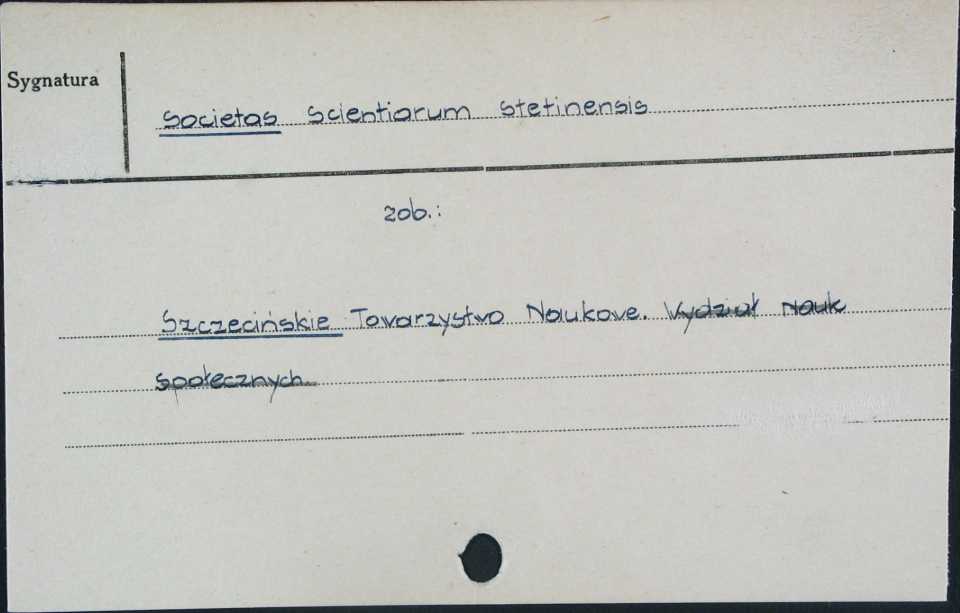 Sygnatura
Societas Scientiarum Stetinensis
zob.:
Szczecińskie Towarzystwo Naukowe. Wydział Nauk
społecznych.